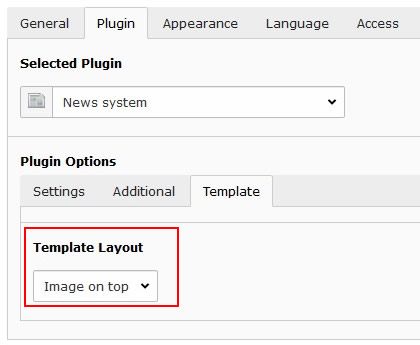 General Plugin Appearance Language Access
Selected Plugin
News system
Plugin Options
Settings Additional Template
Template Layout
Image on top